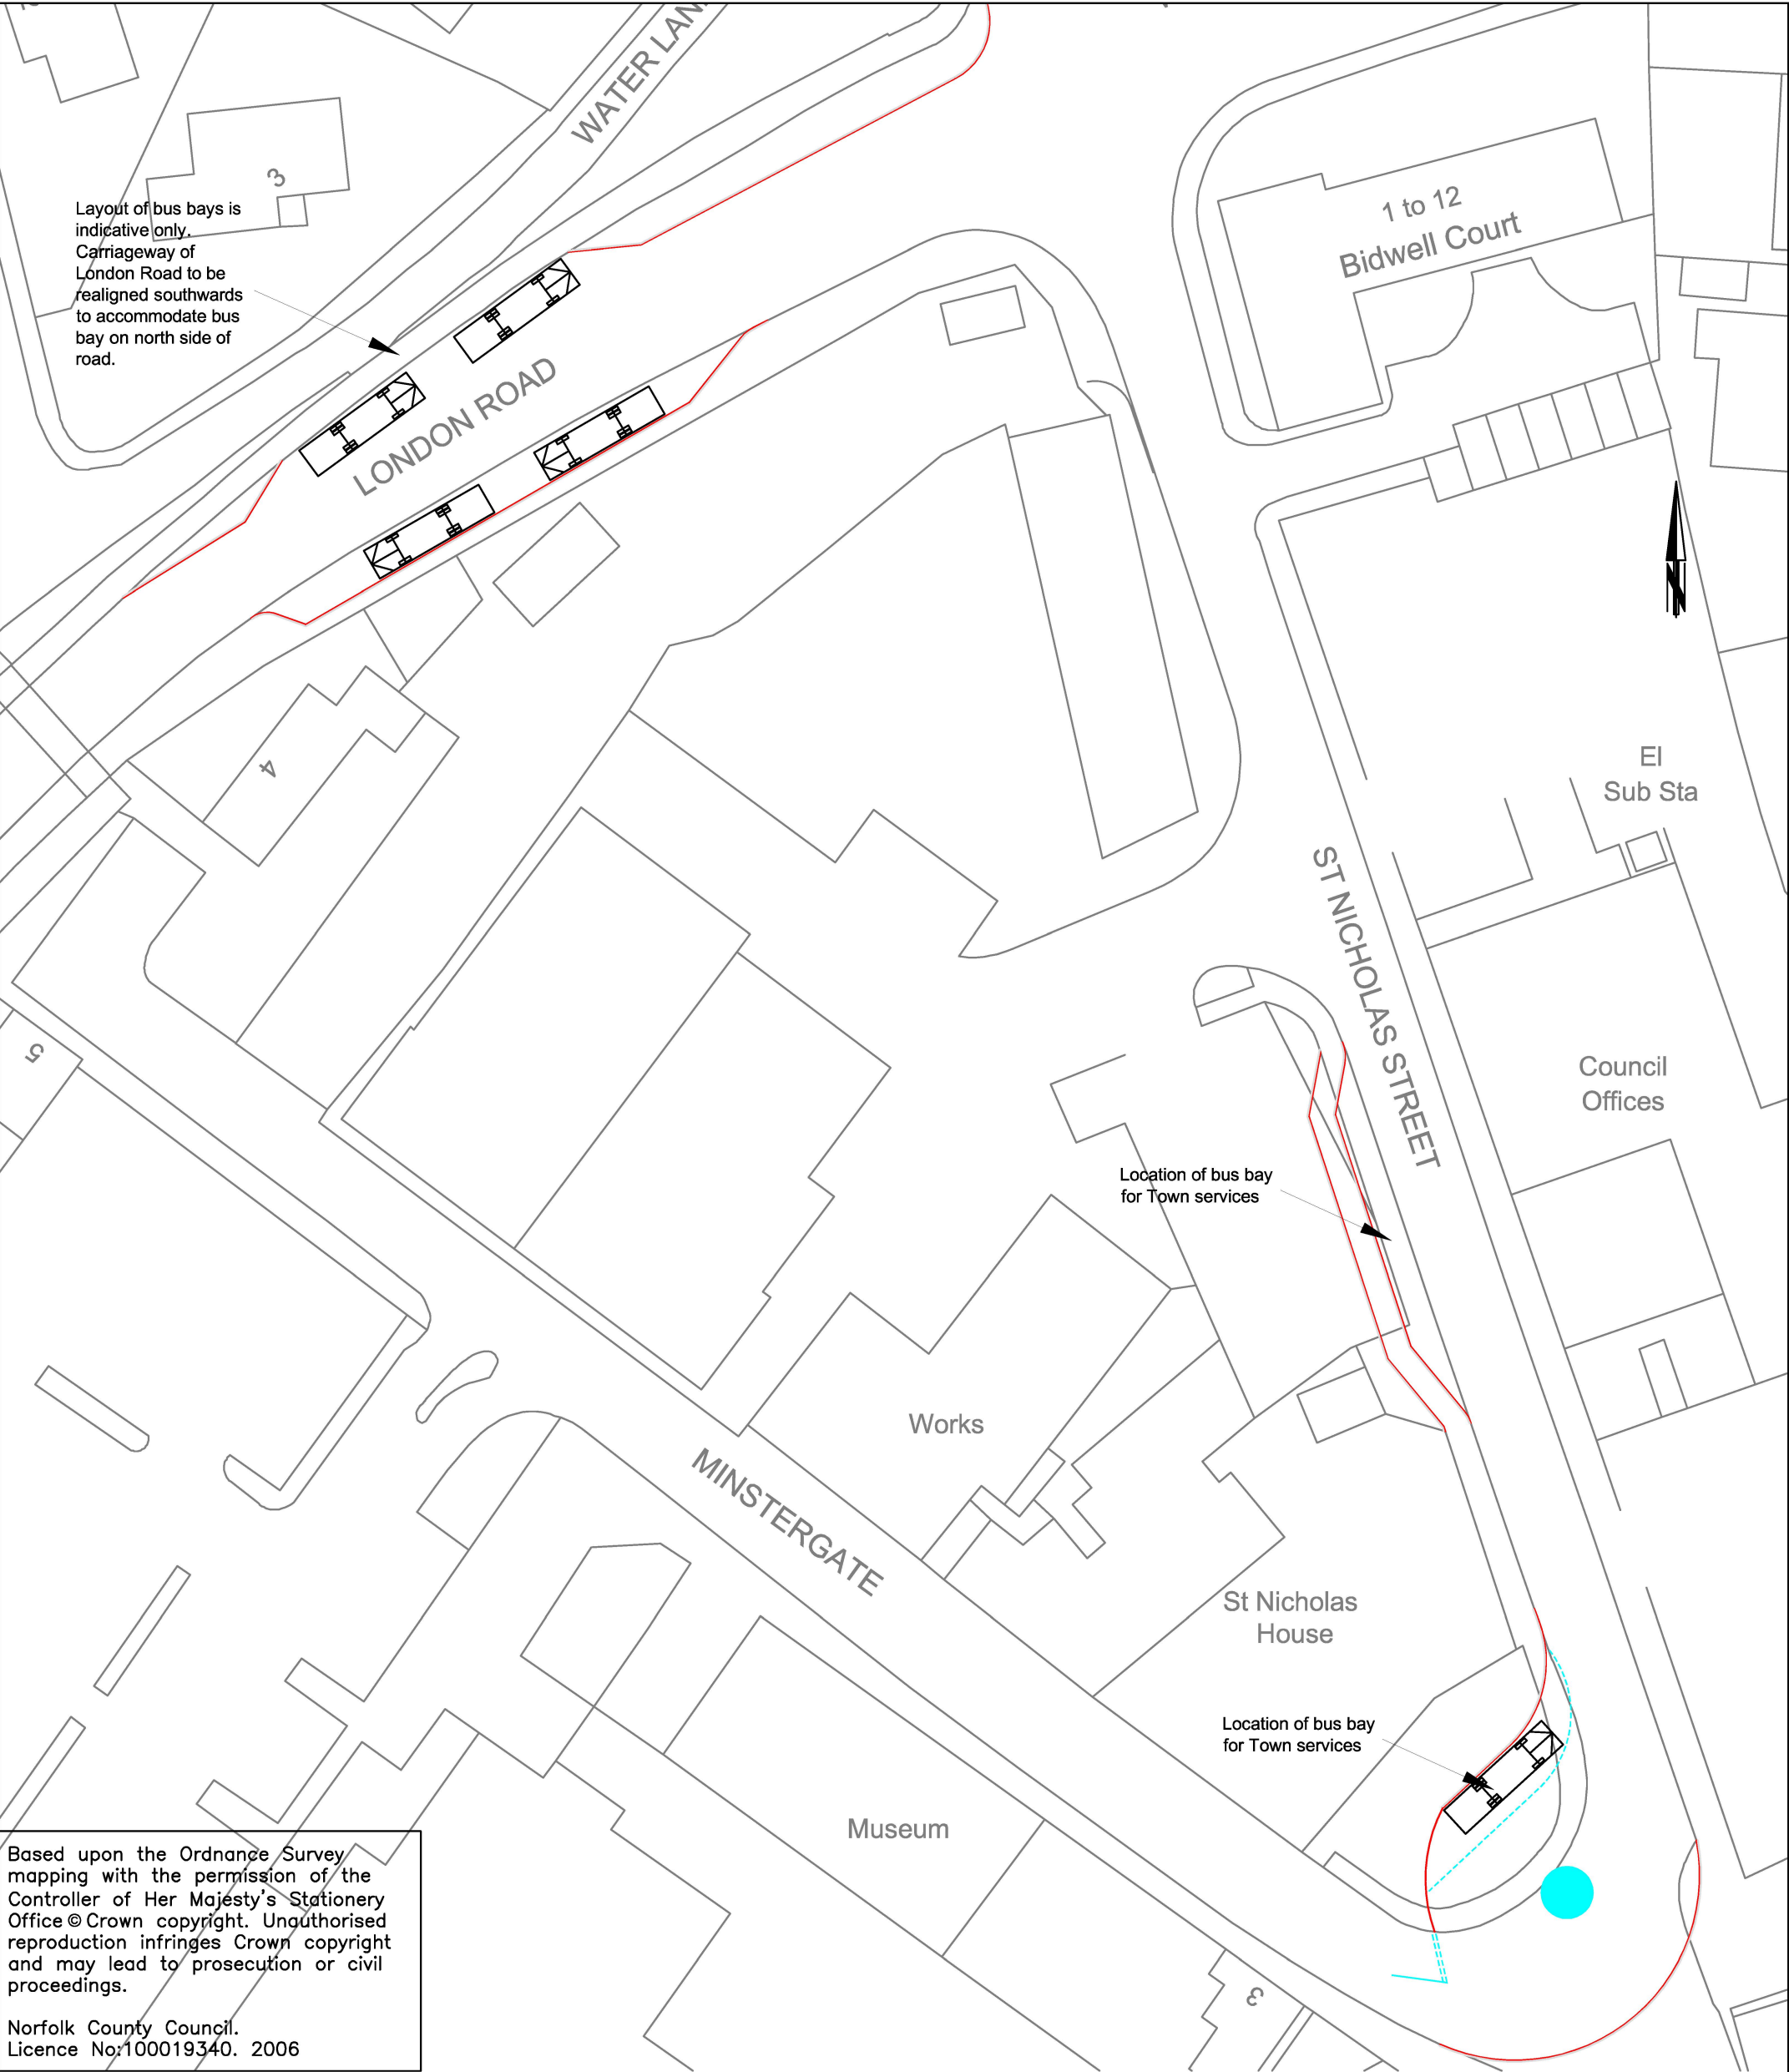 WATER LANE
3
Layout of bus bays is
indicative only.
Carriageway of
London Road to be
realigned southwards
to accommodate bus
bay on north side of
road.
1 to 12
Bidwell Court
LONDON ROAD
N
4
El
Sub Sta
ST NICHOLAS STREET
5
Council
Offices
Location of bus bay
for Town services
Works
MINSTERGATE
St Nicholas
House
Location of bus bay
for Town services
Museum
3
Based upon the Ordnance Survey
mapping with the permission of the
Controller of Her Majesty's Stationery
Office © Crown copyright. Unauthorised
reproduction infringes Crown copyright
and may lead to prosecution or civil
proceedings.
Norfolk County Council.
Licence No:100019340. 2006